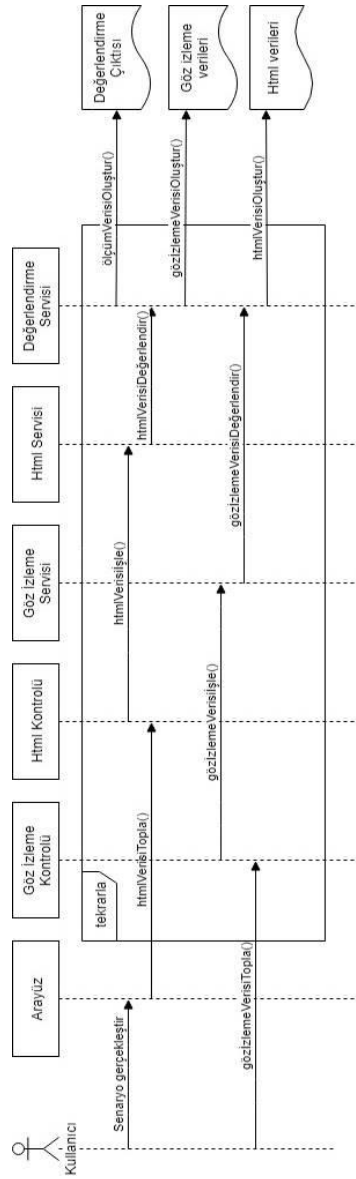 Kullanıcı
Arayüz
Göz İzleme
Kontrolü
Html Kontrolü
Göz İzleme
Servisi
Html Servisi
Değerlendirme
Servisi
tekrarla
Senaryo gerçekleştir
htmlVerisiTopla()
htmlVerisiİşle()
htmlVerisiDeğerlendir()
ölçümVerisiOluştur()
Değerlendirme
Çıktısı
gözİzlemeVerisiTopla()
gözİzlemeVerisiİşle()
gözİzlemeVerisiDeğerlendir()
gözİzlemeVerisiOluştur()
Göz izleme
verileri
htmlVerisiOluştur()
Html verileri